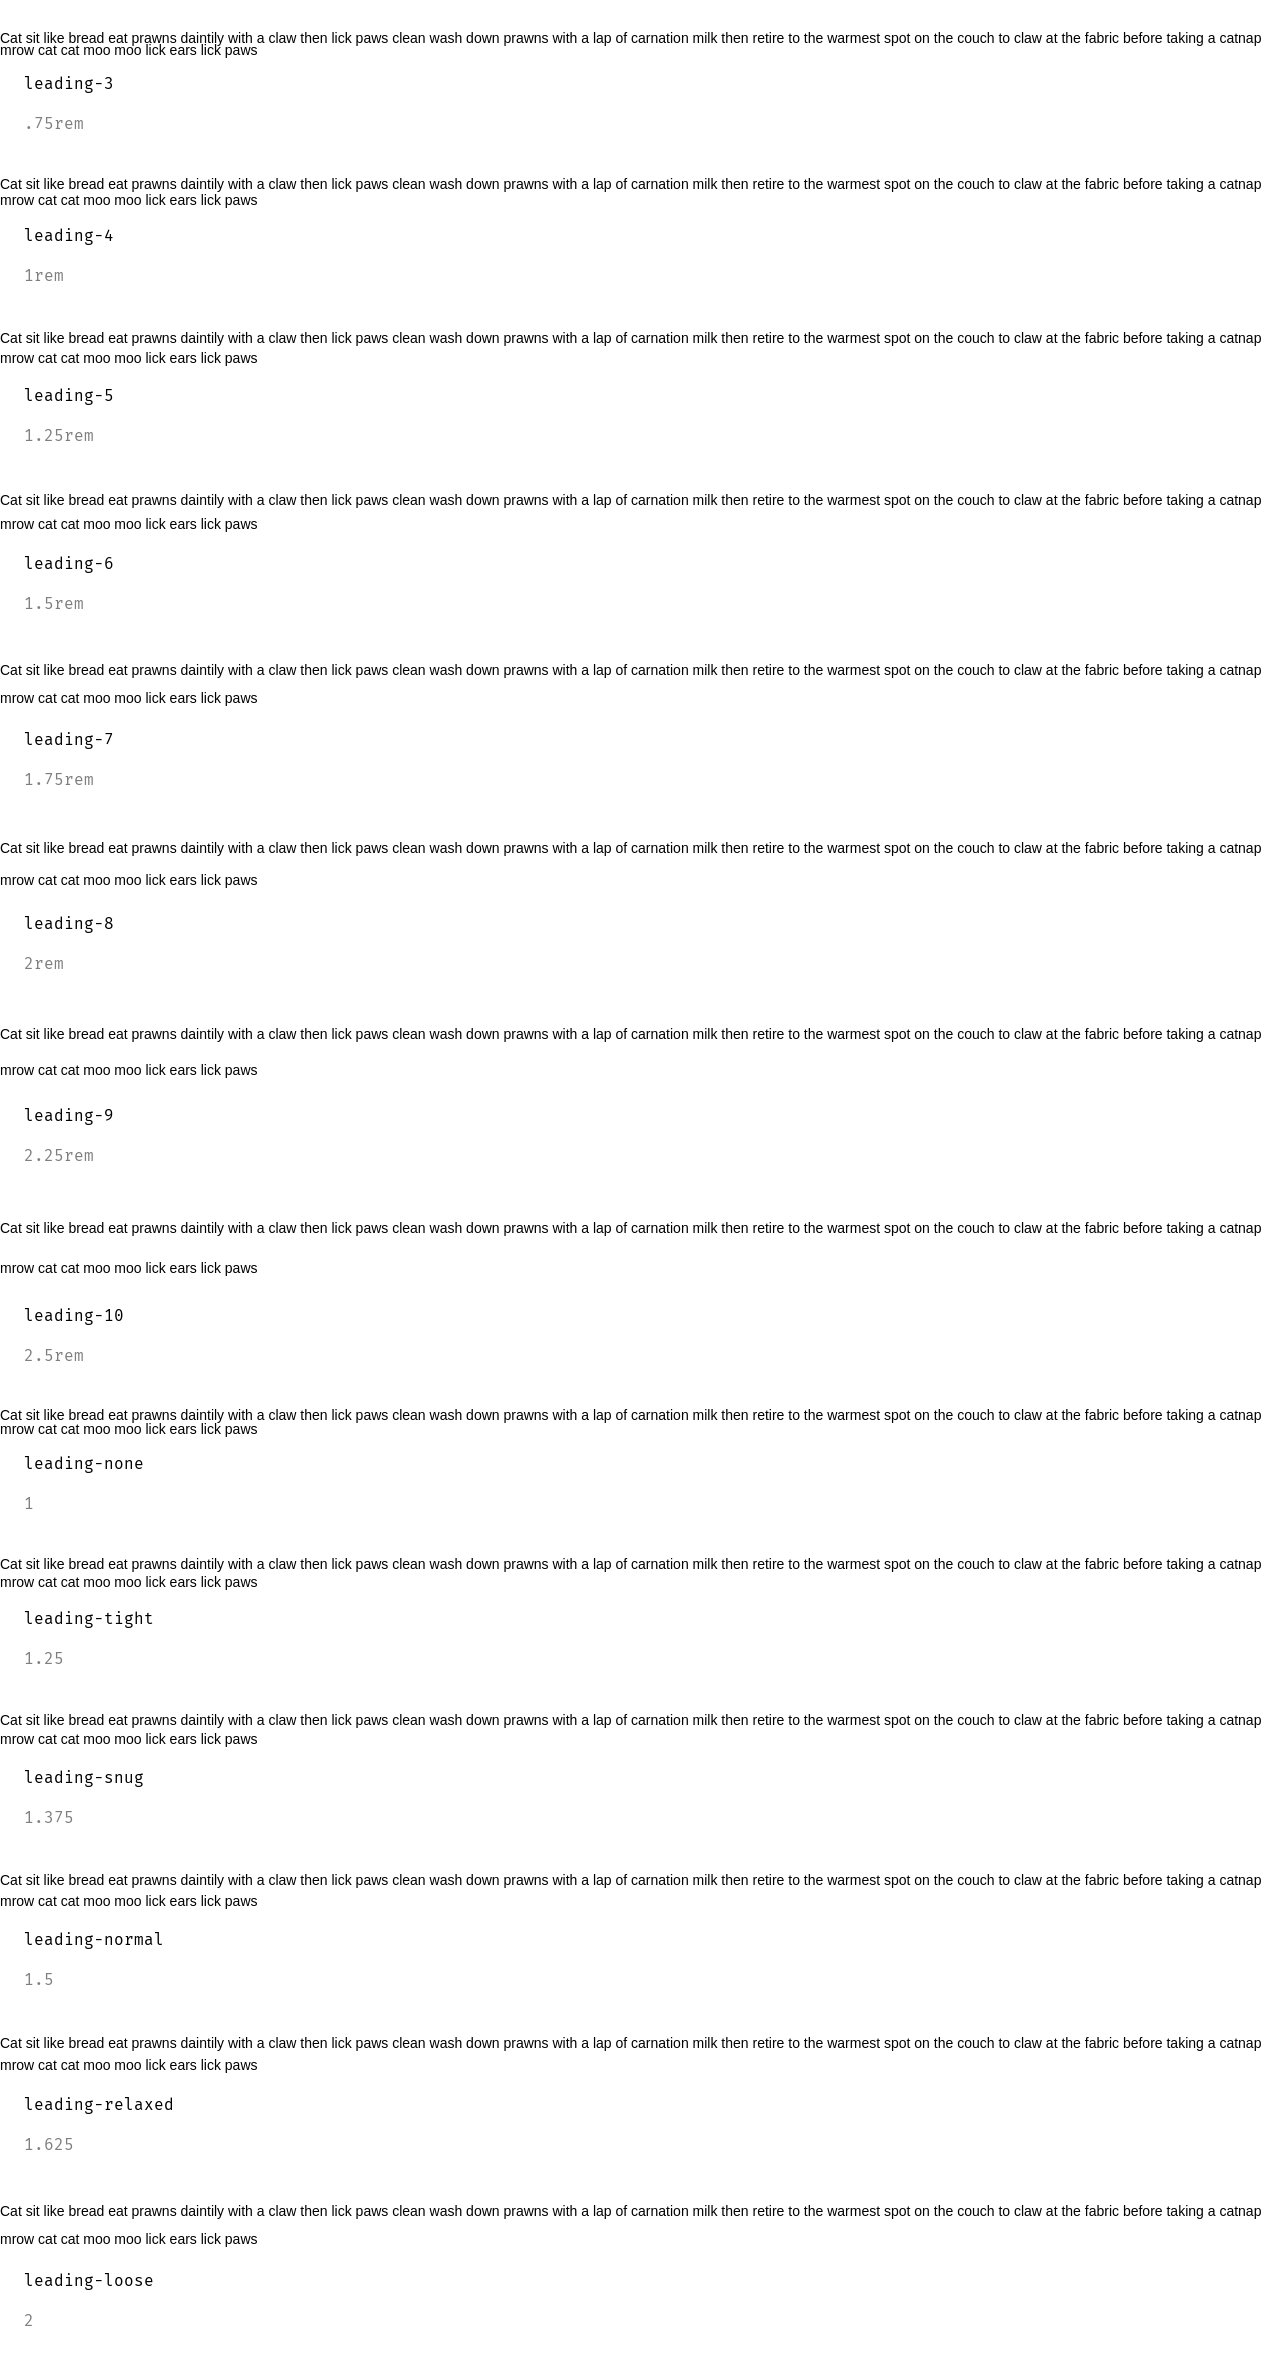 Cat sit like bread eat prawns daintily with a claw then lick paws clean wash down prawns with a lap of carnation milk then retire to the warmest spot on the couch to claw at the fabric before taking a catnap
mrow cat cat moo moo lick ears lick paws
leading-3
.75rem
Cat sit like bread eat prawns daintily with a claw then lick paws clean wash down prawns with a lap of carnation milk then retire to the warmest spot on the couch to claw at the fabric before taking a catnap
mrow cat cat moo moo lick ears lick paws
leading-4
1rem
Cat sit like bread eat prawns daintily with a claw then lick paws clean wash down prawns with a lap of carnation milk then retire to the warmest spot on the couch to claw at the fabric before taking a catnap
mrow cat cat moo moo lick ears lick paws
leading-5
1.25rem
Cat sit like bread eat prawns daintily with a claw then lick paws clean wash down prawns with a lap of carnation milk then retire to the warmest spot on the couch to claw at the fabric before taking a catnap
mrow cat cat moo moo lick ears lick paws
leading-6
1.5rem
Cat sit like bread eat prawns daintily with a claw then lick paws clean wash down prawns with a lap of carnation milk then retire to the warmest spot on the couch to claw at the fabric before taking a catnap
mrow cat cat moo moo lick ears lick paws
leading-7
1.75rem
Cat sit like bread eat prawns daintily with a claw then lick paws clean wash down prawns with a lap of carnation milk then retire to the warmest spot on the couch to claw at the fabric before taking a catnap
mrow cat cat moo moo lick ears lick paws
leading-8
2rem
Cat sit like bread eat prawns daintily with a claw then lick paws clean wash down prawns with a lap of carnation milk then retire to the warmest spot on the couch to claw at the fabric before taking a catnap
mrow cat cat moo moo lick ears lick paws
leading-9
2.25rem
Cat sit like bread eat prawns daintily with a claw then lick paws clean wash down prawns with a lap of carnation milk then retire to the warmest spot on the couch to claw at the fabric before taking a catnap
mrow cat cat moo moo lick ears lick paws
leading-10
2.5rem
Cat sit like bread eat prawns daintily with a claw then lick paws clean wash down prawns with a lap of carnation milk then retire to the warmest spot on the couch to claw at the fabric before taking a catnap
mrow cat cat moo moo lick ears lick paws
leading-none
1
Cat sit like bread eat prawns daintily with a claw then lick paws clean wash down prawns with a lap of carnation milk then retire to the warmest spot on the couch to claw at the fabric before taking a catnap
mrow cat cat moo moo lick ears lick paws
leading-tight
1.25
Cat sit like bread eat prawns daintily with a claw then lick paws clean wash down prawns with a lap of carnation milk then retire to the warmest spot on the couch to claw at the fabric before taking a catnap
mrow cat cat moo moo lick ears lick paws
leading-snug
1.375
Cat sit like bread eat prawns daintily with a claw then lick paws clean wash down prawns with a lap of carnation milk then retire to the warmest spot on the couch to claw at the fabric before taking a catnap
mrow cat cat moo moo lick ears lick paws
leading-normal
1.5
Cat sit like bread eat prawns daintily with a claw then lick paws clean wash down prawns with a lap of carnation milk then retire to the warmest spot on the couch to claw at the fabric before taking a catnap
mrow cat cat moo moo lick ears lick paws
leading-relaxed
1.625
Cat sit like bread eat prawns daintily with a claw then lick paws clean wash down prawns with a lap of carnation milk then retire to the warmest spot on the couch to claw at the fabric before taking a catnap
mrow cat cat moo moo lick ears lick paws
leading-loose
2